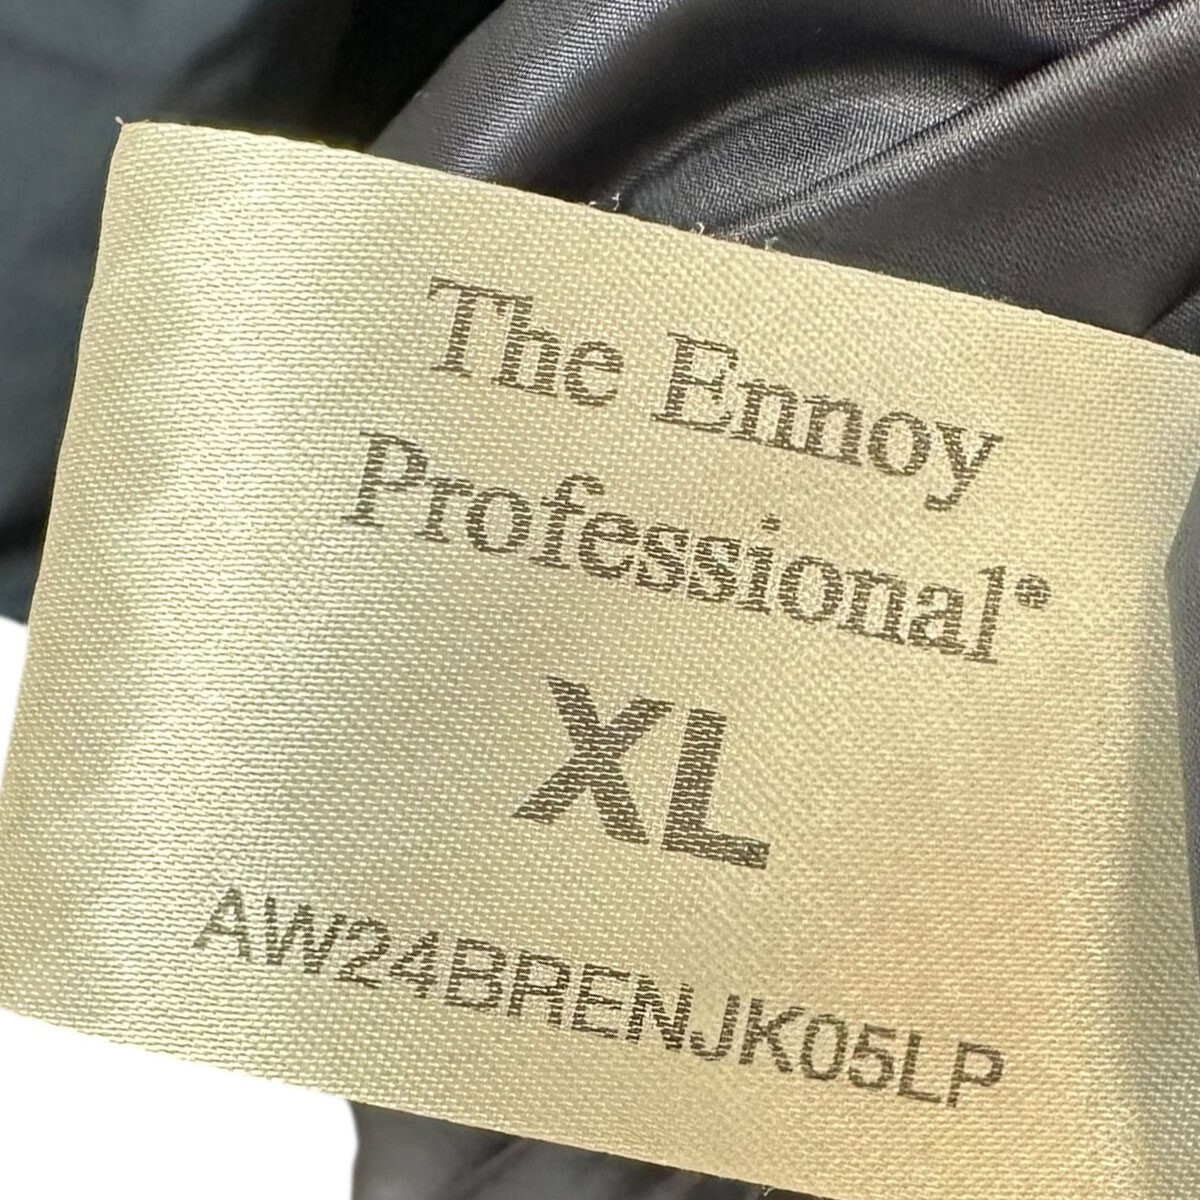 The Ennoy
Professional®
XL
AW24BRENJK05LP